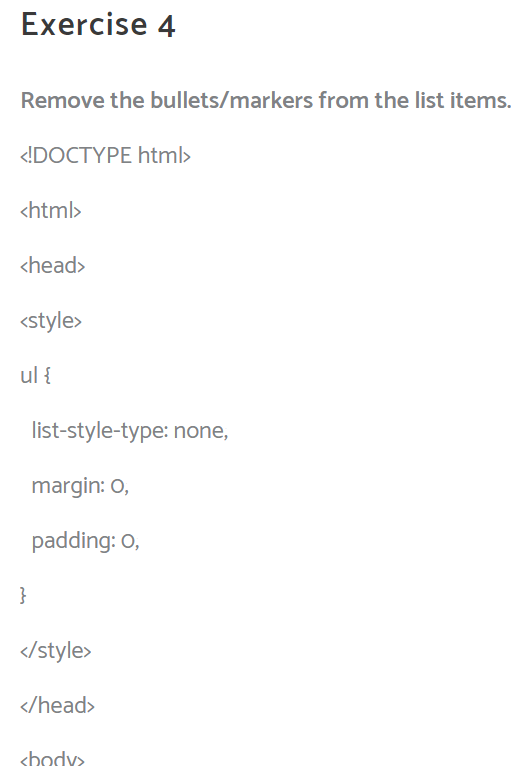 Exercise 4
Remove the bullets/markers from the list items.
<!DOCTYPE html>
<html>
<head>
<style>
ul {
list-style-type: none,
margin: 0,
padding: 0,
}
</style>
</head>
<body>